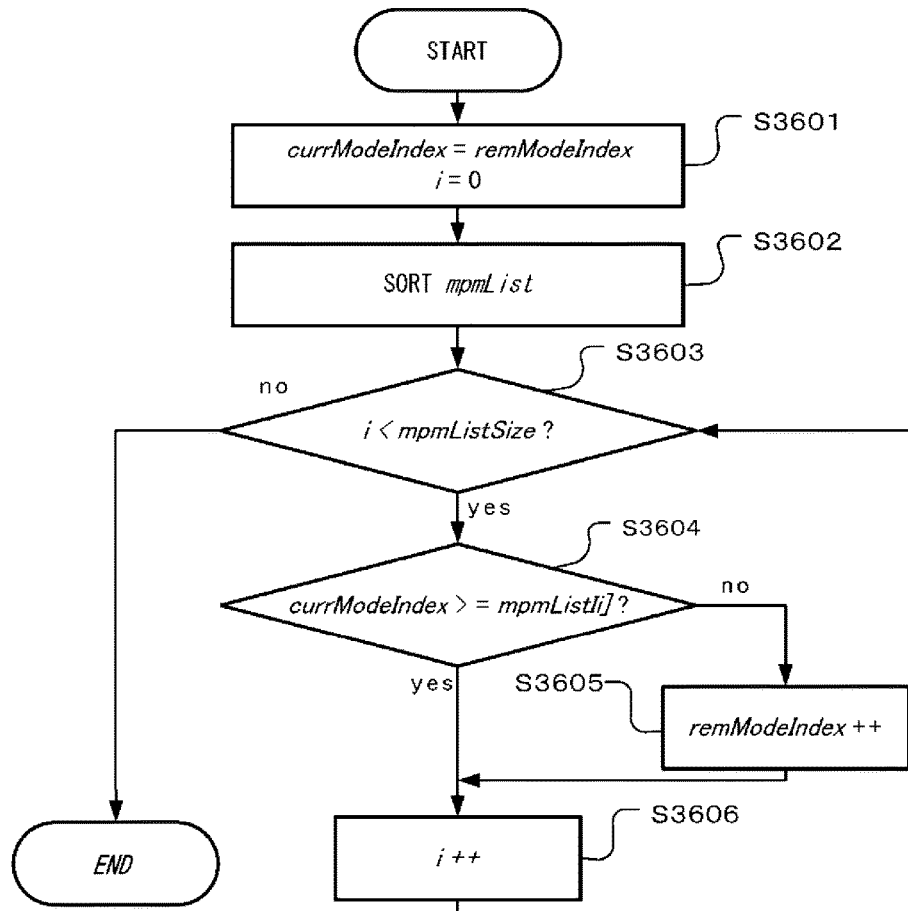 START
S3601
currModeIndex = remModeIndex
i = 0
S3602
SORT mpmList
S3603
no
i < mpmListSize ?
yes
S3604
currModeIndex > = mpmListIi] ?
no
yes
S3605
remModeIndex ++
S3606
i ++
END